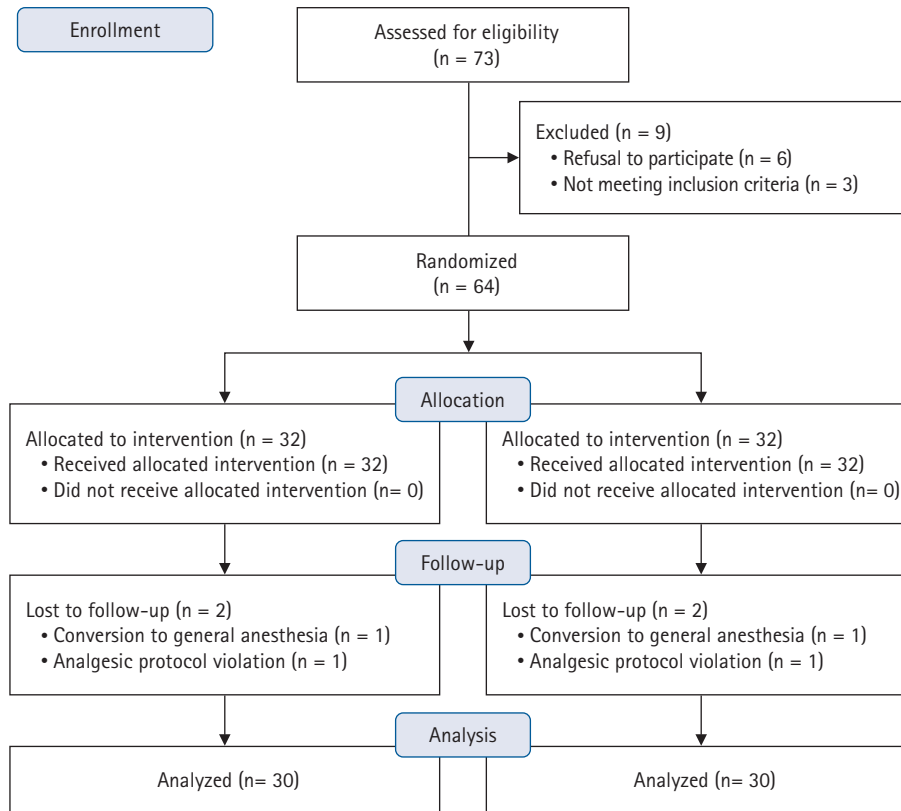 Enrollment
Assessed for eligibility
(n = 73)
Excluded (n = 9)
• Refusal to participate (n = 6)
• Not meeting inclusion criteria (n = 3)
Randomized
(n = 64)
Allocation
Allocated to intervention (n = 32)
• Received allocated intervention (n = 32)
• Did not receive allocated intervention (n= 0)
Allocated to intervention (n = 32)
• Received allocated intervention (n = 32)
• Did not receive allocated intervention (n= 0)
Follow-up
Lost to follow-up (n = 2)
• Conversion to general anesthesia (n = 1)
• Analgesic protocol violation (n = 1)
Lost to follow-up (n = 2)
• Conversion to general anesthesia (n = 1)
• Analgesic protocol violation (n = 1)
Analysis
Analyzed (n= 30)
Analyzed (n= 30)